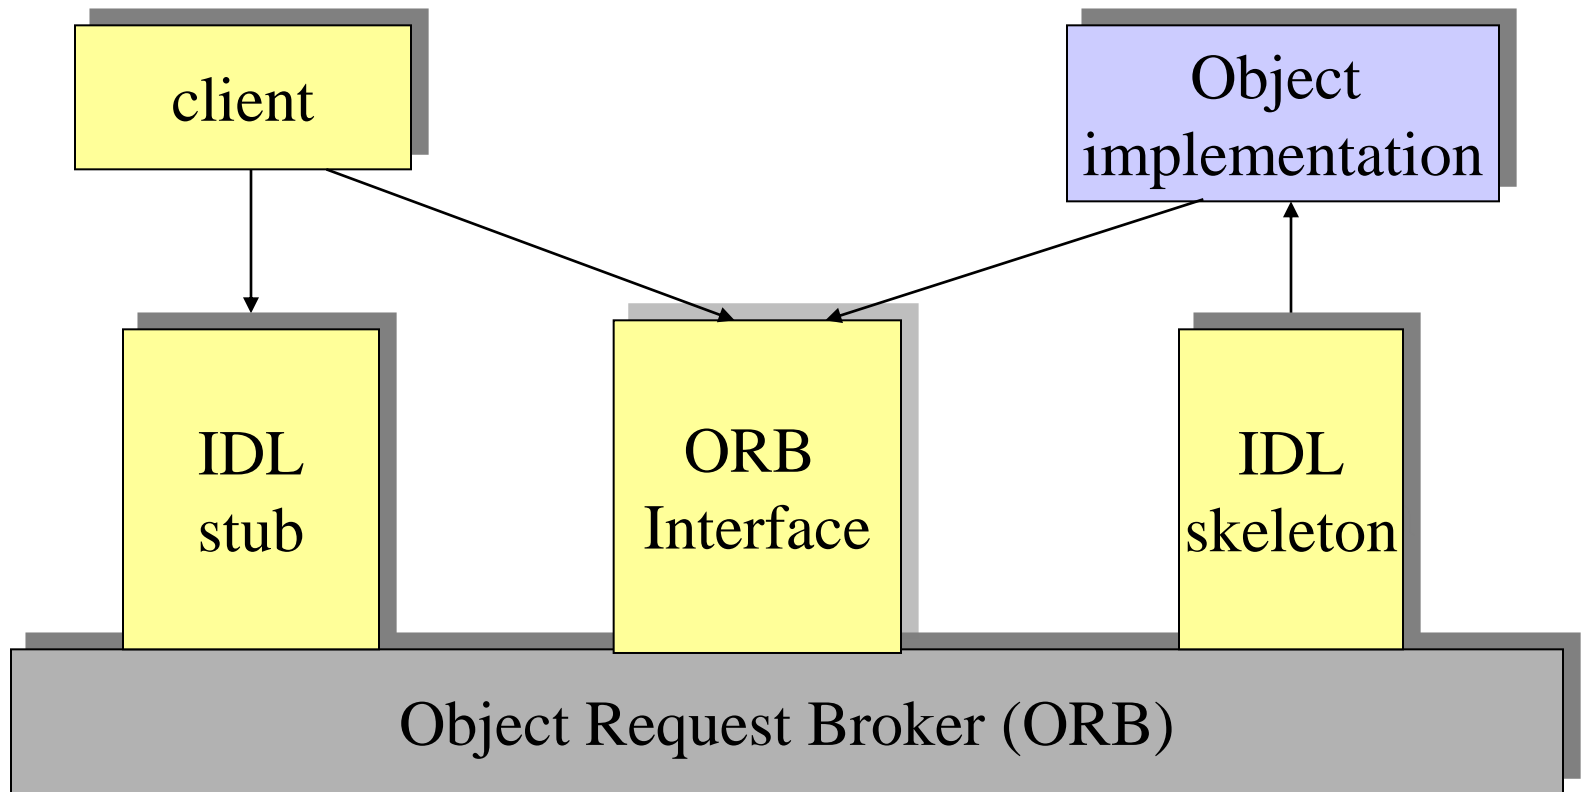 client
Object
implementation
IDL
stub
ORB
Interface
IDL
skeleton
Object Request Broker (ORB)